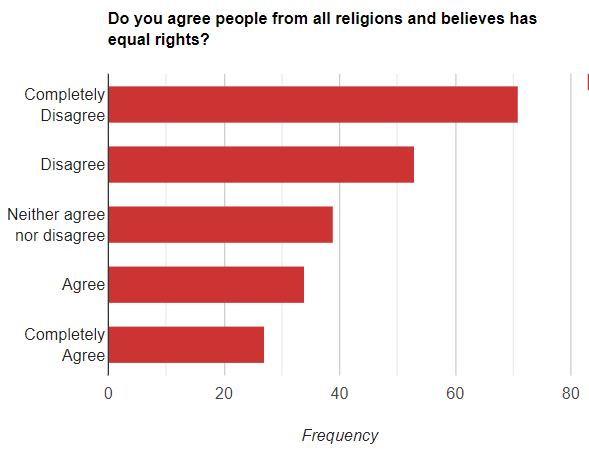 Do you agree people from all religions and believes has
equal rights?
Completely
Disagree
Disagree
Neither agree
nor disagree
Agree
Completely
Agree
0
20
40
60
80
Frequency